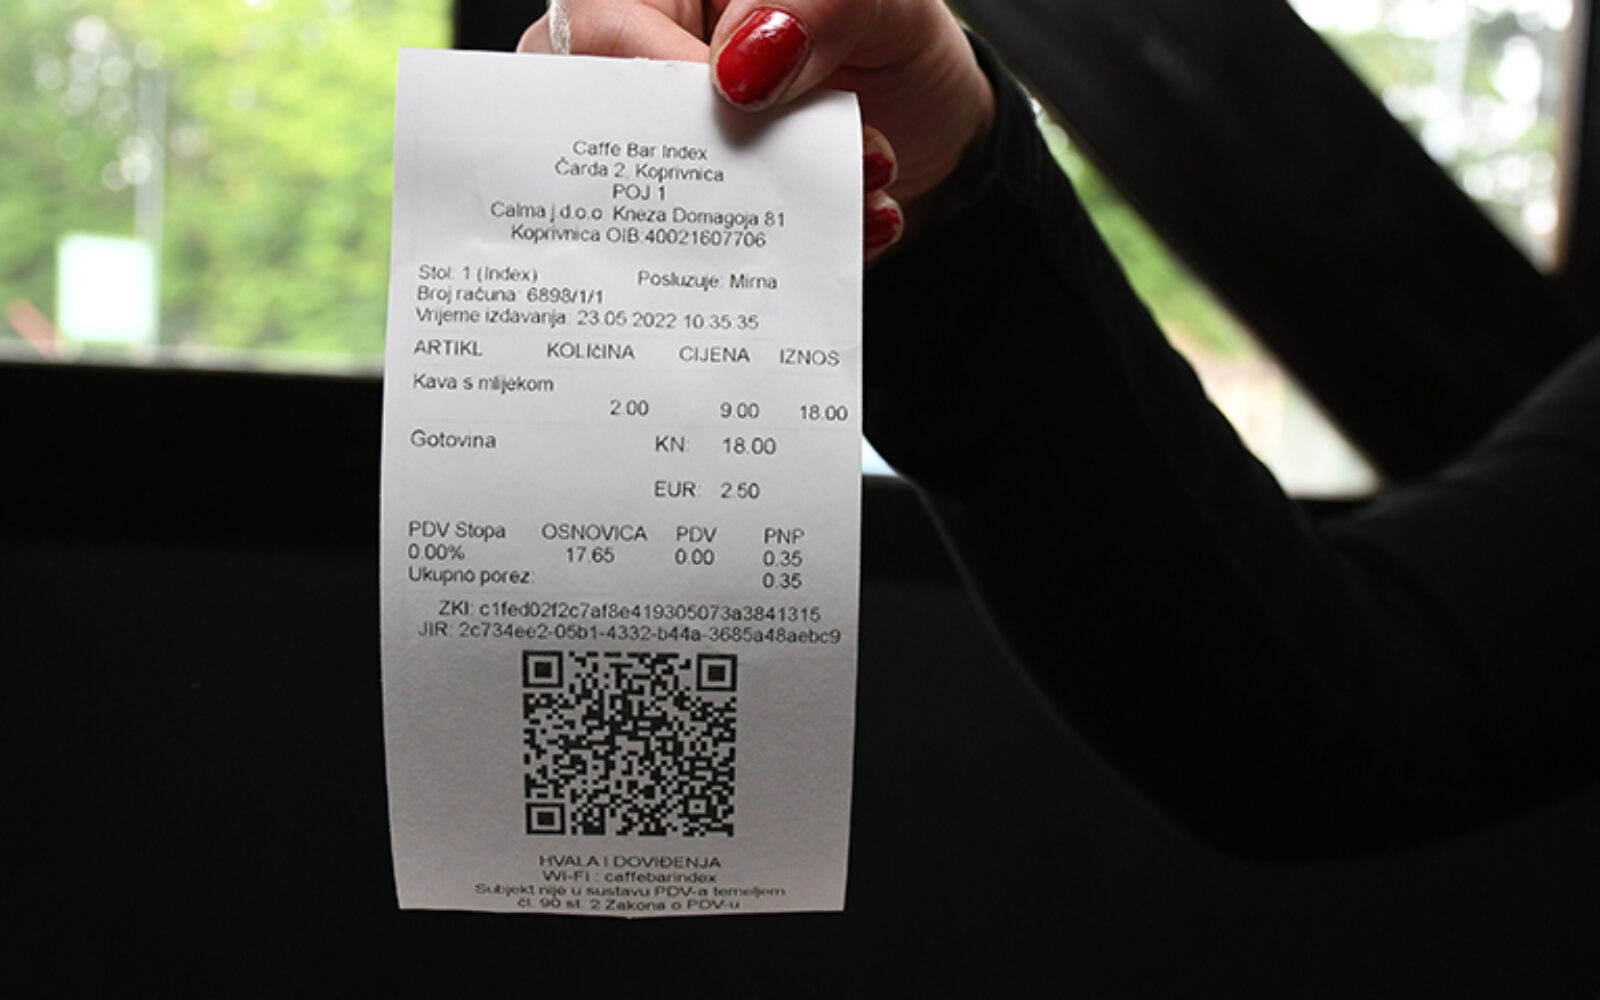 Caffe Bar Index
Čarda 2, Koprivnica
POJ 1
Calma j.d.o.o. Kneza Domagoja 81
Koprivnica OIB:40021607706
Stol: 1 (Index) Posluzuje: Mirna
Broj računa: 6898/1/1
Vrijeme izdavanja: 23.05.2022 10:35:35
ARTIKL KOLIčINA CIJENA IZNOS
Kava s mlijekom
2.00 9.00 18.00
Gotovina KN: 18.00
EUR: 2.50
PDV Stopa OSNOVICA PDV PNP
0.00% 17.65 0.00 0.35
Ukupno porez: 0.35
ZKI: c1fed02f2c7af8e419305073a3841315
JIR: 2c734ee2-05b1-4332-b44a-3685a48aebc9
HVALA I DOVIĐENJA
Wi-Fi : caffebarindex
Subjekt nije u sustavu PDV-a temeljem
čl. 90 st. 2 Zakona o PDV-u